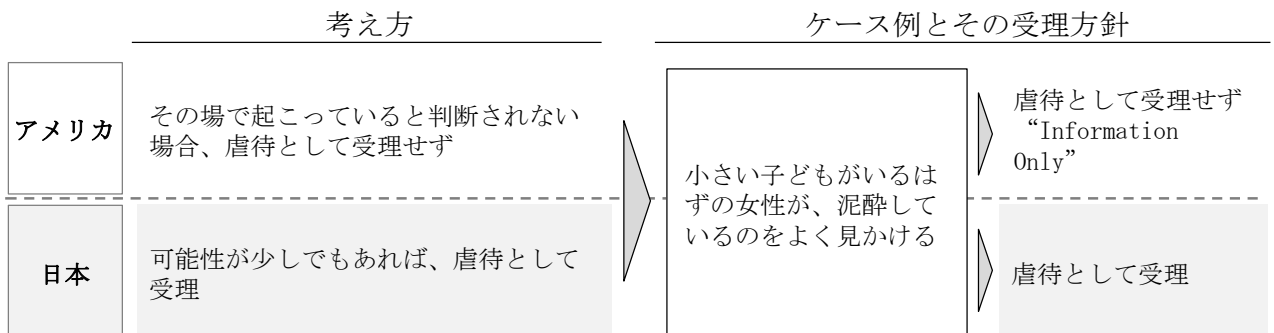 考え方
ケース例とその受理方針
アメリカ
その場で起こっていると判断されない
場合、虐待として受理せず
小さい子どもがいるは
ずの女性が、泥酔して
いるのをよく見かける
虐待として受理せず
“Information
Only”
日本
可能性が少しでもあれば、虐待として
受理
虐待として受理